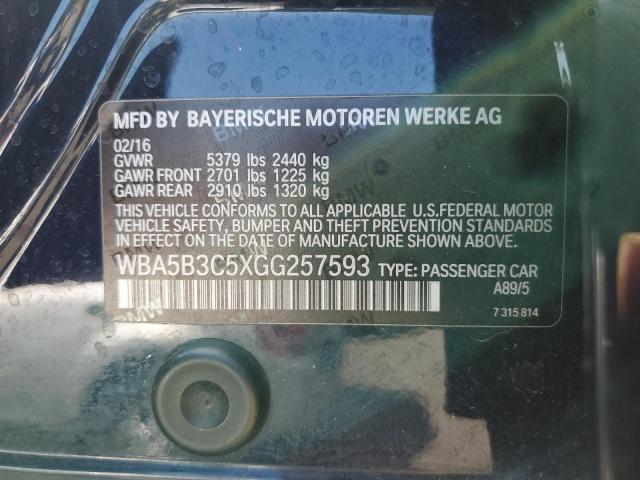 MFD BY BAYERISCHE MOTOREN WERKE AG
02/16
GVWR 5379 lbs 2440 kg
GAWR FRONT 2701 lbs 1225 kg
GAWR REAR 2910 lbs 1320 kg
THIS VEHICLE CONFORMS TO ALL APPLICABLE U.S.FEDERAL MOTOR
VEHICLE SAFETY, BUMPER AND THEFT PREVENTION STANDARDS
IN EFFECT ON THE DATE OF MANUFACTURE SHOWN ABOVE.
WBA5B3C5XGG257593 TYPE: PASSENGER CAR
A89/5
7 315 814